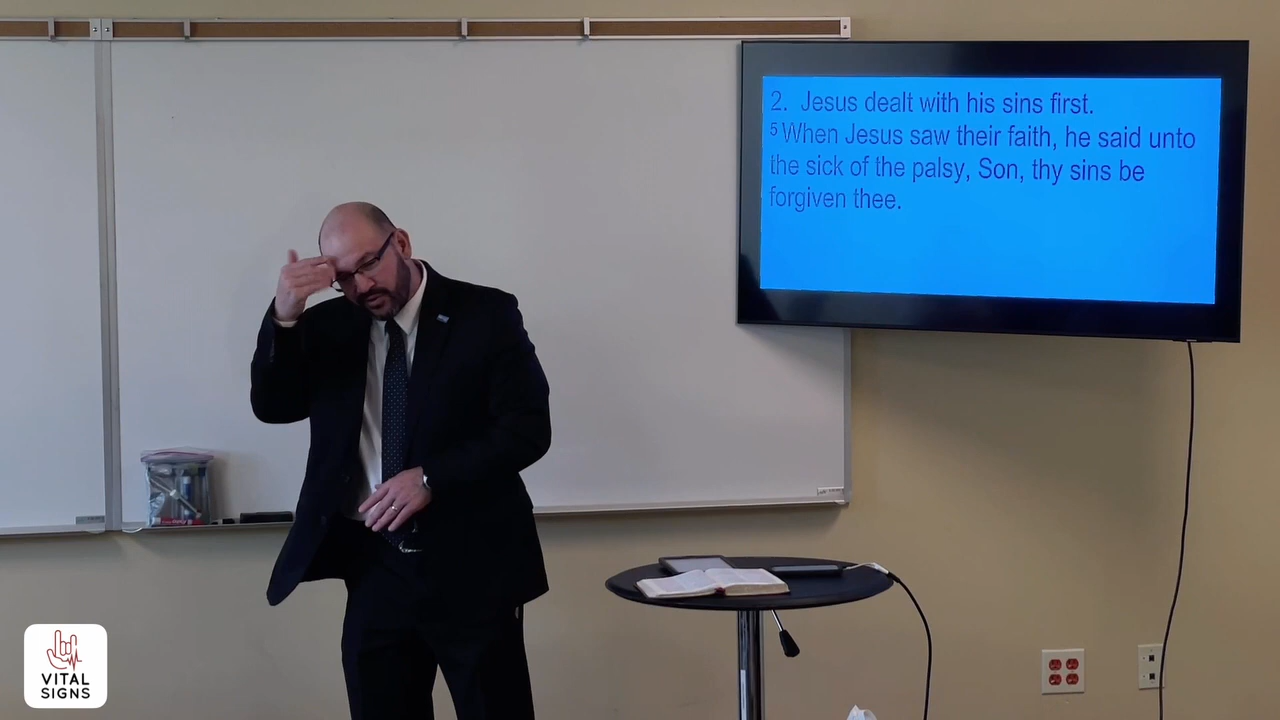 2. Jesus dealt with his sins first.
5 When Jesus saw their faith, he said unto
the sick of the palsy, Son, thy sins be
forgiven thee.
VITAL
SIGNS